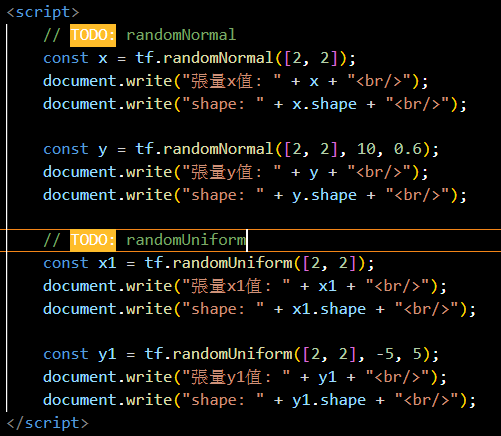 <script>
// TODO: randomNormal
const x = tf.randomNormal([2, 2]);
document.write("張量x值: " + x + "<br/>");
document.write("shape: " + x.shape + "<br/>");
const y = tf.randomNormal([2, 2], 10, 0.6);
document.write("張量y值: " + y + "<br/>");
document.write("shape: " + y.shape + "<br/>");
// TODO: randomUniform
const x1 = tf.randomUniform([2, 2]);
document.write("張量x1值: " + x1 + "<br/>");
document.write("shape: " + x1.shape + "<br/>");
const y1 = tf.randomUniform([2, 2], -5, 5);
document.write("張量y1值: " + y1 + "<br/>");
document.write("shape: " + y1.shape + "<br/>");
</script>